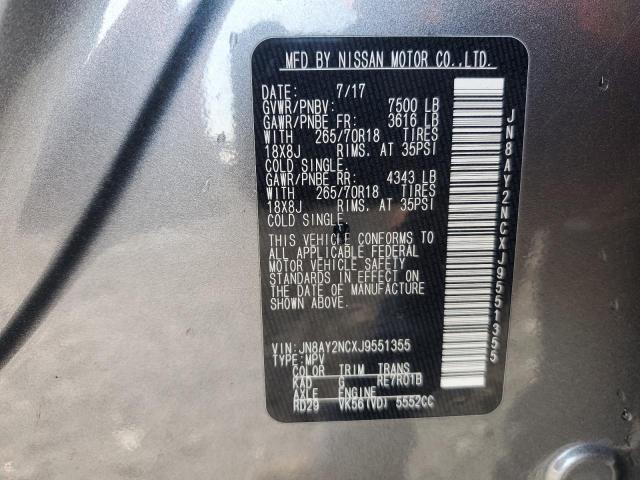 MFD BY NISSAN MOTOR CO.,LTD.
DATE: 7/17
GVWR/PNBV: 7500 LB
GAWR/PNBE FR: 3616 LB
WITH 265/70R18 TIRES
18X8J RIMS. AT 35PSI
COLD SINGLE.
GAWR/PNBE RR: 4343 LB
WITH 265/70R18 TIRES
18X8J RIMS. AT 35PSI
COLD SINGLE.
THIS VEHICLE CONFORMS TO
ALL APPLICABLE FEDERAL
MOTOR VEHICLE SAFETY
STANDARDS IN EFFECT ON
THE DATE OF MANUFACTURE
SHOWN ABOVE.
VIN: JN8AY2NCXJ9551355
TYPE: MPV
COLOR TRIM TRANS
KAD G RE7R01B
AXLE ENGINE
RD29 VK56(VD) 5552CC
JN8AY2NCXJ9551355